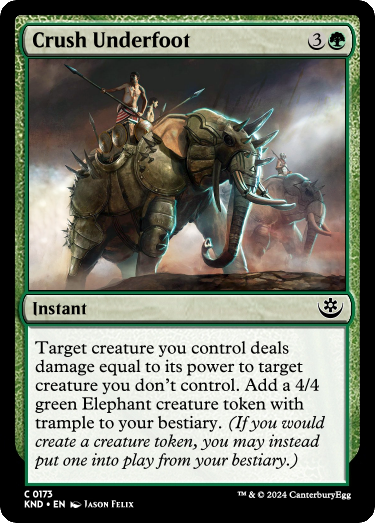 Crush Underfoot 3
Instant
Target creature you control deals
damage equal to its power to target
creature you don't control. Add a 4/4
green Elephant creature token with
trample to your bestiary. (If you would
create a creature token, you may instead
put one into play from your bestiary.)
C 0173
KND • EN Jason Felix
™ & © 2024 CanterburyEgg